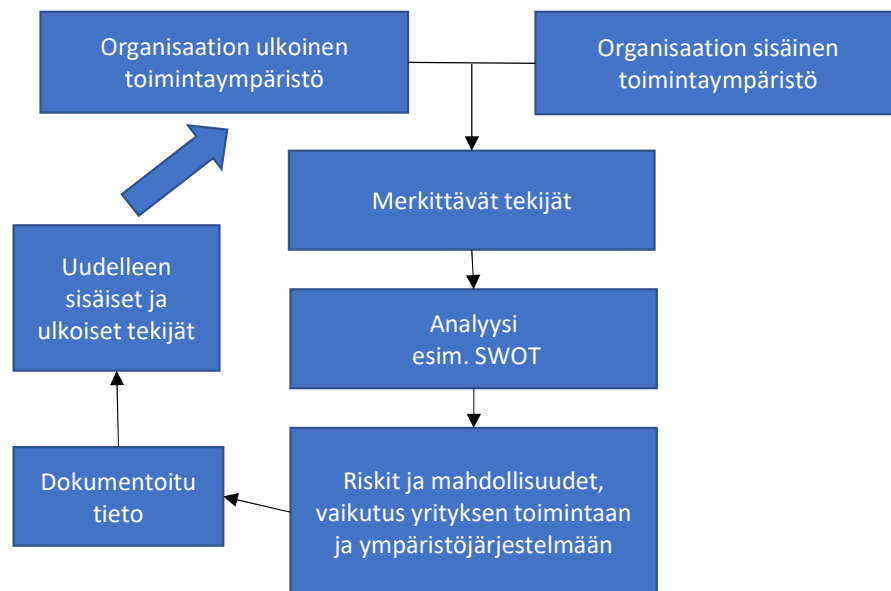 Organisaation ulkoinen
toimintaympäristö
Organisaation sisäinen
toimintaympäristö
Merkittävät tekijät
Uudelleen
sisäiset ja
ulkoiset tekijät
Analyysi
esim. SWOT
Dokumentoitu
tieto
Riskit ja mahdollisuudet,
vaikutus yrityksen toimintaan
ja ympäristöjärjestelmään